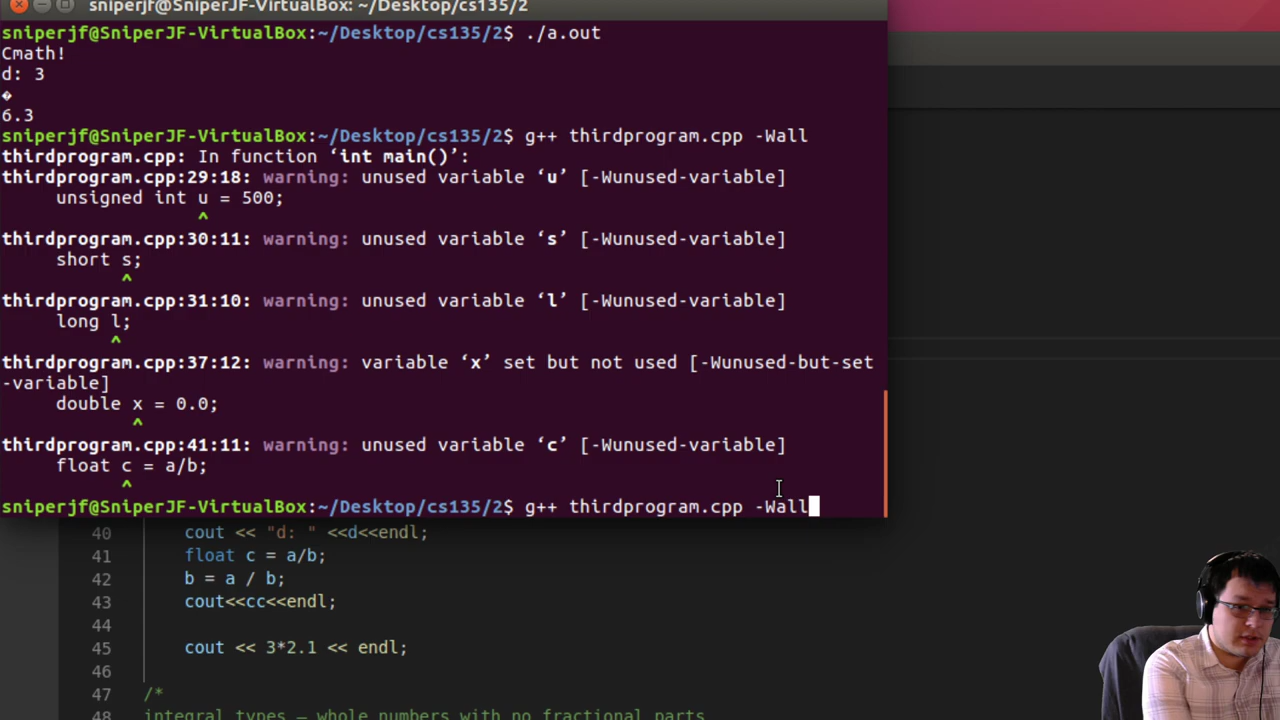 sniperjf@SniperJF-VirtualBox: ~/Desktop/cs135/2
sniperjf@SniperJF-VirtualBox:~/Desktop/cs135/2$ ./a.out
Cmath!
d: 3
�
6.3
sniperjf@SniperJF-VirtualBox:~/Desktop/cs135/2$ g++ thirdprogram.cpp -Wall
thirdprogram.cpp: In function ‘int main()’:
thirdprogram.cpp:29:18: warning: unused variable ‘u’ [-Wunused-variable]
unsigned int u = 500;
^
thirdprogram.cpp:30:11: warning: unused variable ‘s’ [-Wunused-variable]
short s;
^
thirdprogram.cpp:31:10: warning: unused variable ‘l’ [-Wunused-variable]
long l;
^
thirdprogram.cpp:37:12: warning: variable ‘x’ set but not used [-Wunused-but-set
-variable]
double x = 0.0;
^
thirdprogram.cpp:41:11: warning: unused variable ‘c’ [-Wunused-variable]
float c = a/b;
^
sniperjf@SniperJF-VirtualBox:~/Desktop/cs135/2$ g++ thirdprogram.cpp -Wall
40 cout << "d: " <<d<<endl;
41 float c = a/b;
42 b = a / b;
43 cout<<cc<<endl;
44
45 cout << 3*2.1 << endl;
46
47 /*
48 integral types – whole numbers with no fractional parts